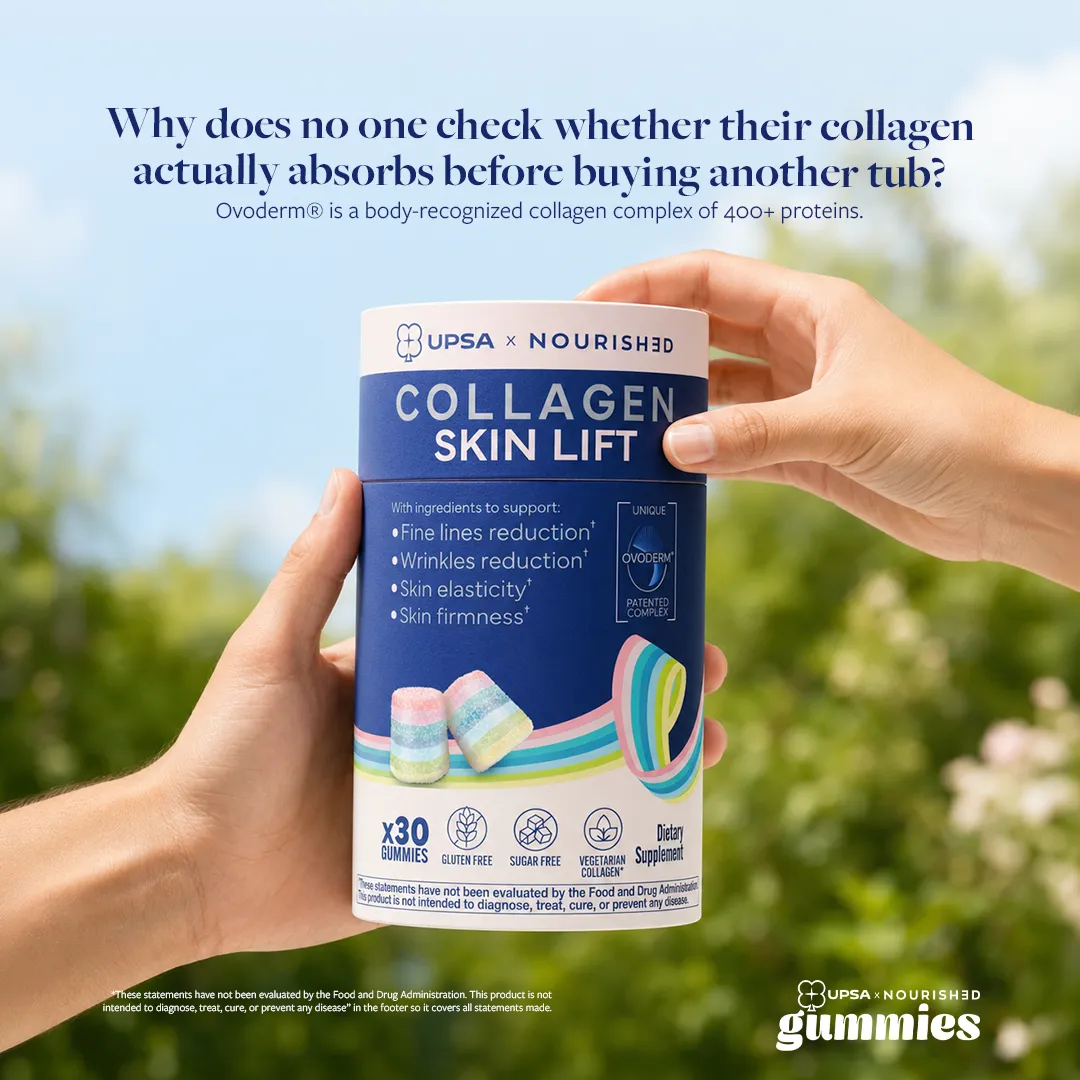 Why does no one check whether their collagen
actually absorbs before buying another tub?
Ovoderm® is a body-recognized collagen complex of 400+ proteins.
UPSA x NOURISHƎD
COLLAGEN
SKIN LIFT
With ingredients to support:
•Fine lines reduction†
•Wrinkles reduction†
•Skin elasticity†
•Skin firmness†
UNIQUE
OVODERM®
PATENTED
COMPLEX
x30
GUMMIES
GLUTEN FREE
SUGAR FREE
VEGETARIAN
COLLAGEN*
Dietary
Supplement
These statements have not been evaluated by the Food and Drug Administration.
This product is not intended to diagnose, treat, cure, or prevent any disease.
*These statements have not been evaluated by the Food and Drug Administration. This product is not
intended to diagnose, treat, cure, or prevent any disease” in the footer so it covers all statements made.
UPSA x NOURISHƎD
gummies